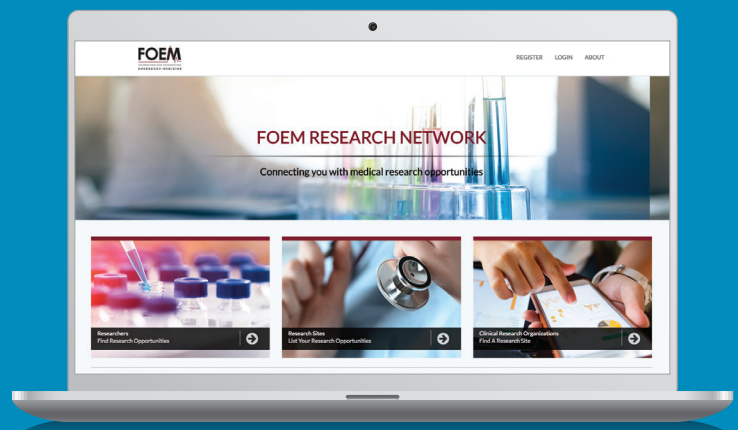 FOEM
REGISTER LOGIN ABOUT
FOEM RESEARCH NETWORK
Connecting you with medical research opportunities
Researchers
Find Research Opportunities
Research Sites
List Your Research Opportunities
Clinical Research Organizations
Find A Research Site